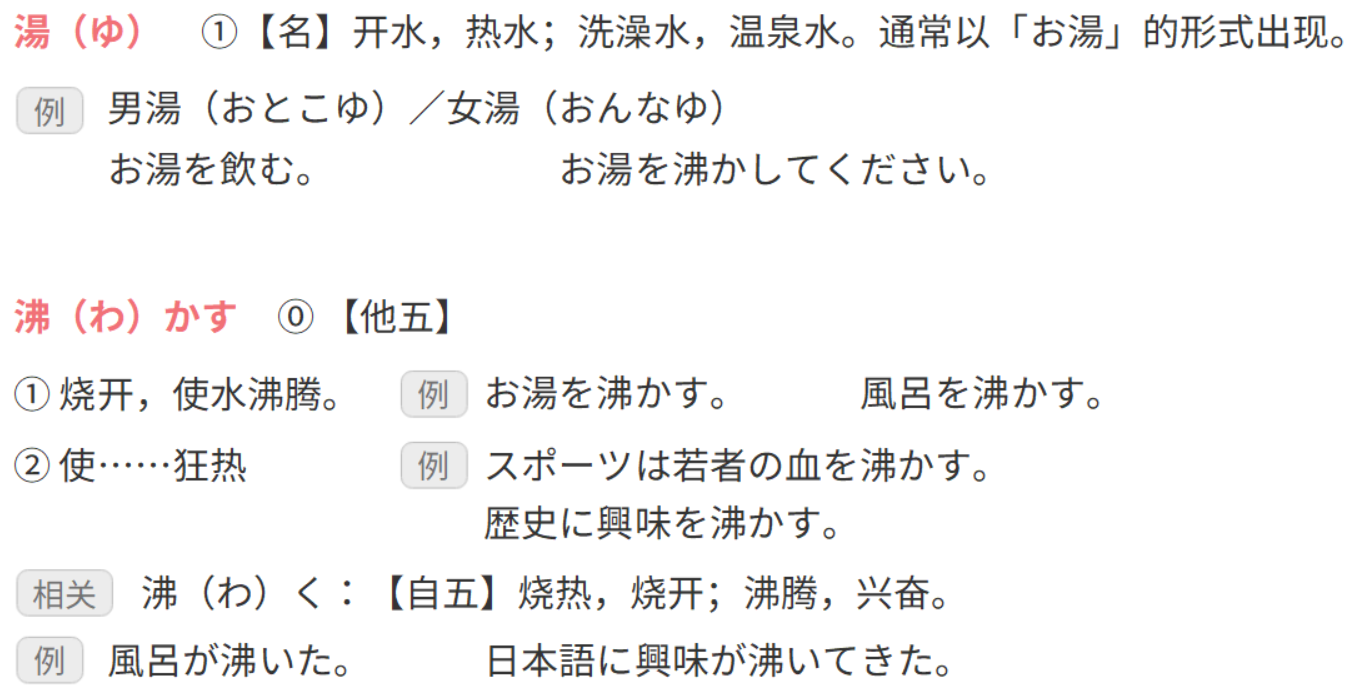 湯（ゆ） ①【名】开水，热水；洗澡水，温泉水。通常以「お湯」的形式出现。
例 男湯（おとこゆ）／女湯（おんなゆ）
お湯を飲む。 お湯を沸かしてください。
沸（わ）かす ⓪【他五】
①烧开，使水沸腾。 例 お湯を沸かす。 風呂を沸かす。
②使……狂热 例 スポーツは若者の血を沸かす。
歴史に興味を沸かす。
相关 沸（わ）く：【自五】烧热，烧开；沸腾，兴奋。
例 風呂が沸いた。 日本語に興味が沸いてきた。